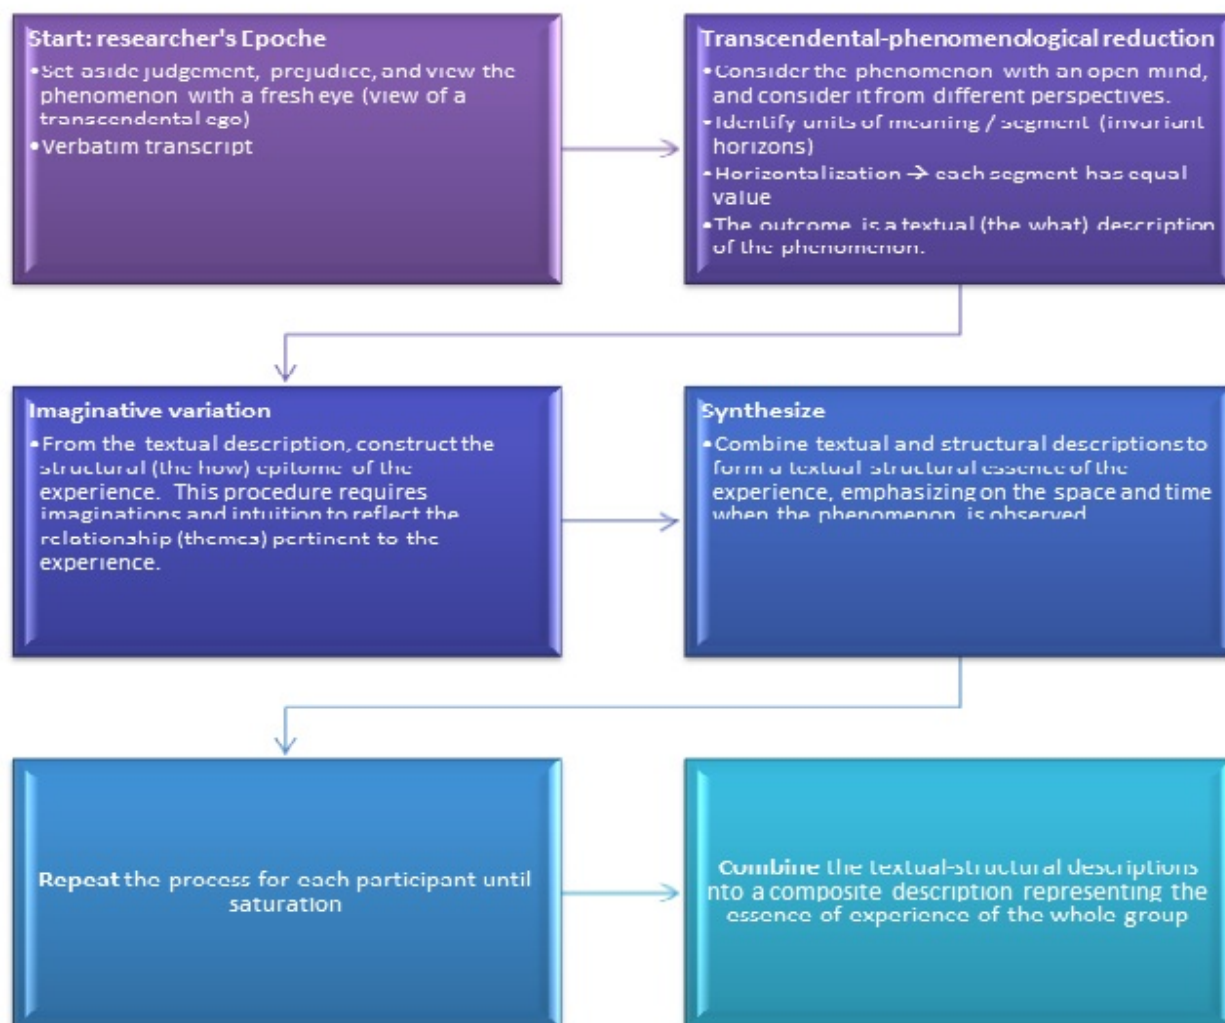 Start: researcher's Epoche
•Set aside judgement, prejudice, and view the
phenomenon with a fresh eye (view of a
transcendental ego)
•Verbatim transcript
Transcendental-phenomenological reduction
•Consider the phenomenon with an open mind,
and consider it from different perspectives.
•Identify units of meaning / segment (invariant
horizons)
•Horizontalization → each segment has equal
value
•The outcome is a textual (the what) description
of the phenomenon.
Imaginative variation
•From the textual description, construct the
structural (the how) epitome of the
experience. This procedure requires
imaginations and intuition to reflect the
relationship (themes) pertinent to the
experience.
Synthesize
•Combine textual and structural descriptions to
form a textual structural essence of the
experience, emphasizing on the space and time
when the phenomenon is observed
Repeat the process for each participant until
saturation
Combine the textual-structural descriptions
nto a composite description representing the
essence of experience of the whole group